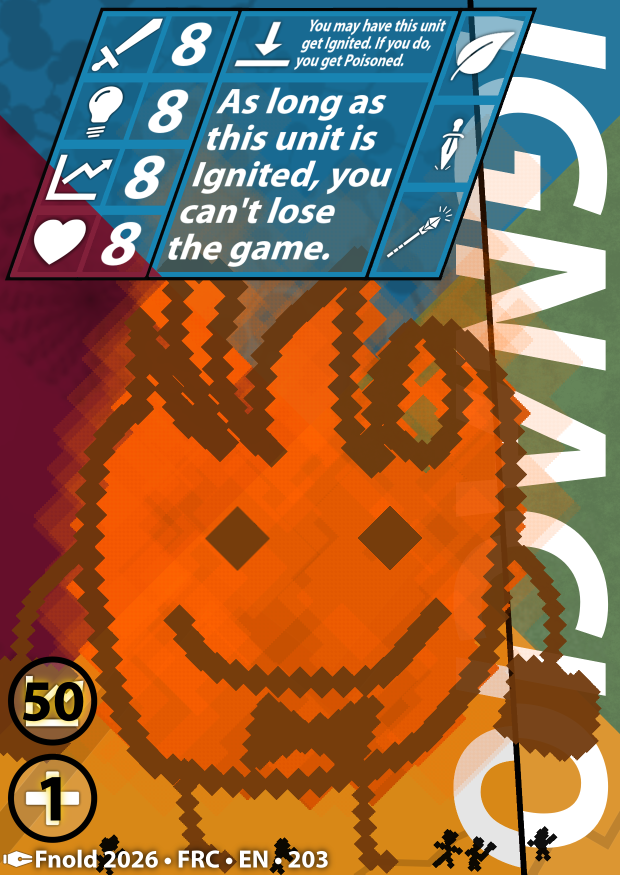 You may have this unit
get Ignited. If you do,
you get Poisoned.
8
8
8
8
As long as
this unit is
Ignited, you
can't lose
the game.
IGNACIO
50
1
Fnold 2026 • FRC • EN • 203